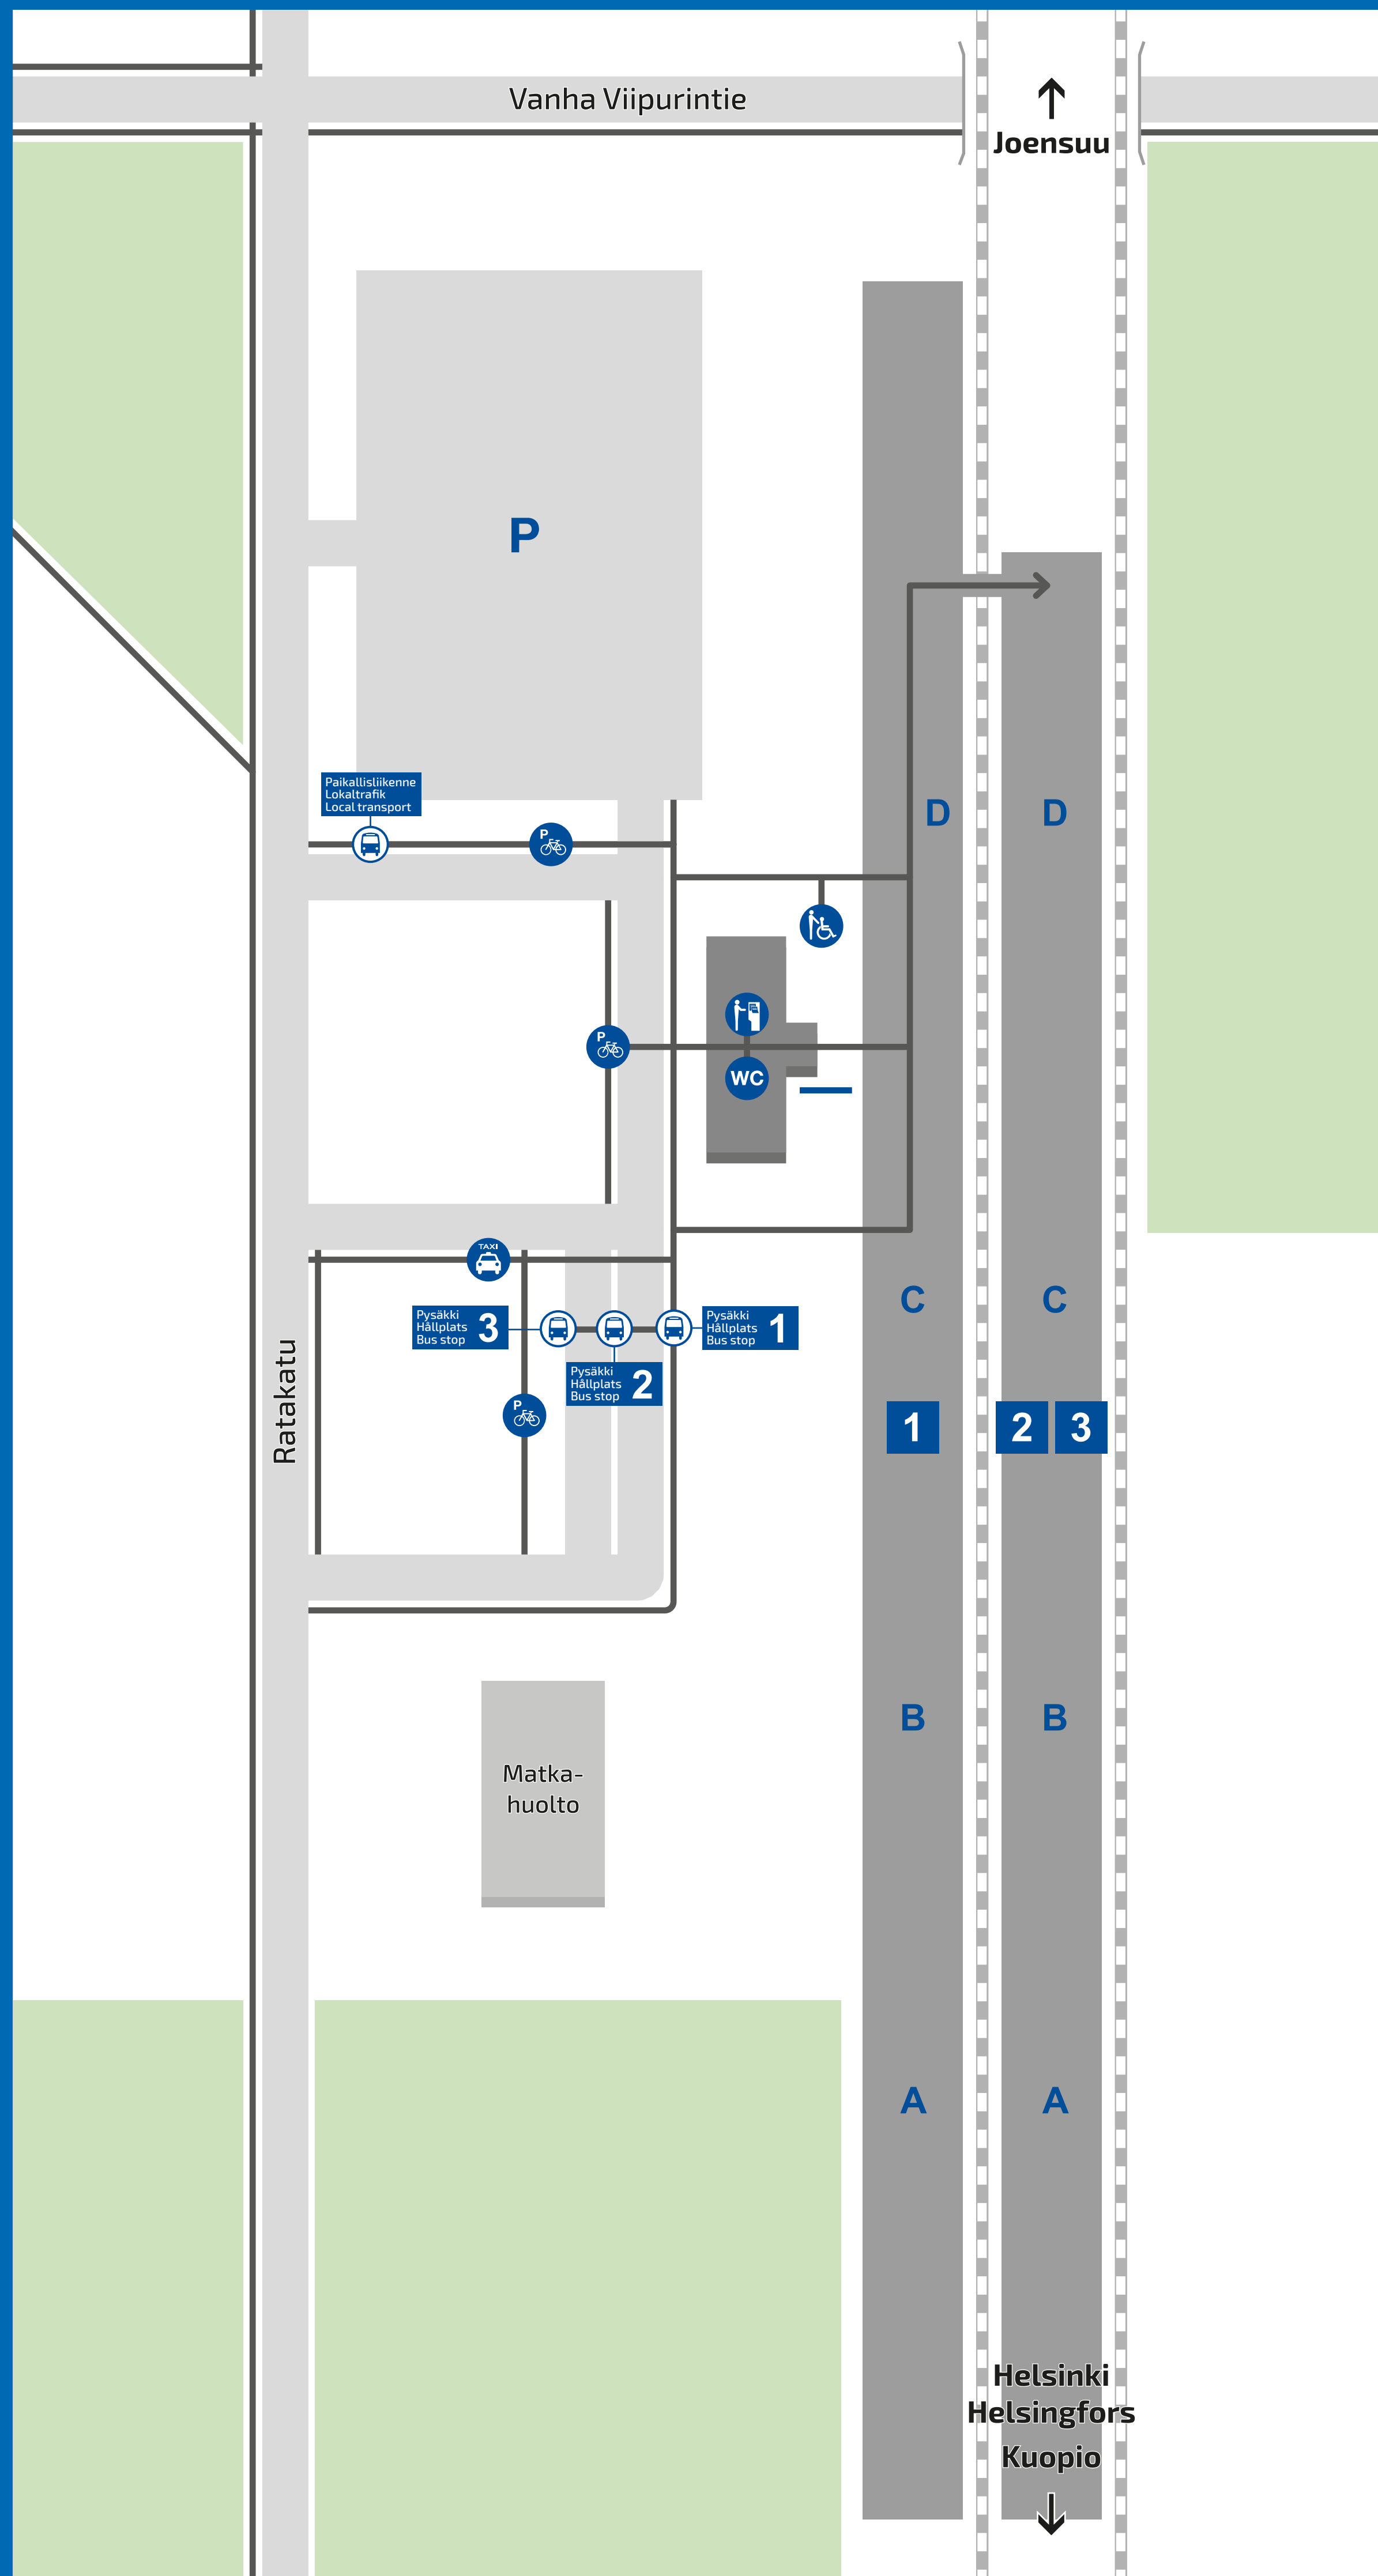 Vanha Viipurintie
Joensuu
P
Paikallisliikenne
Lokaltrafik
Local transport
P
D
D
P
WC
TAXI
Pysäkki
Hållplats
Bus stop
3
Pysäkki
Hållplats
Bus stop
1
Pysäkki
Hållplats
Bus stop
2
P
C
C
Ratakatu
1
2
3
B
B
Matka-
huolto
A
A
Helsinki
Helsingfors
Kuopio